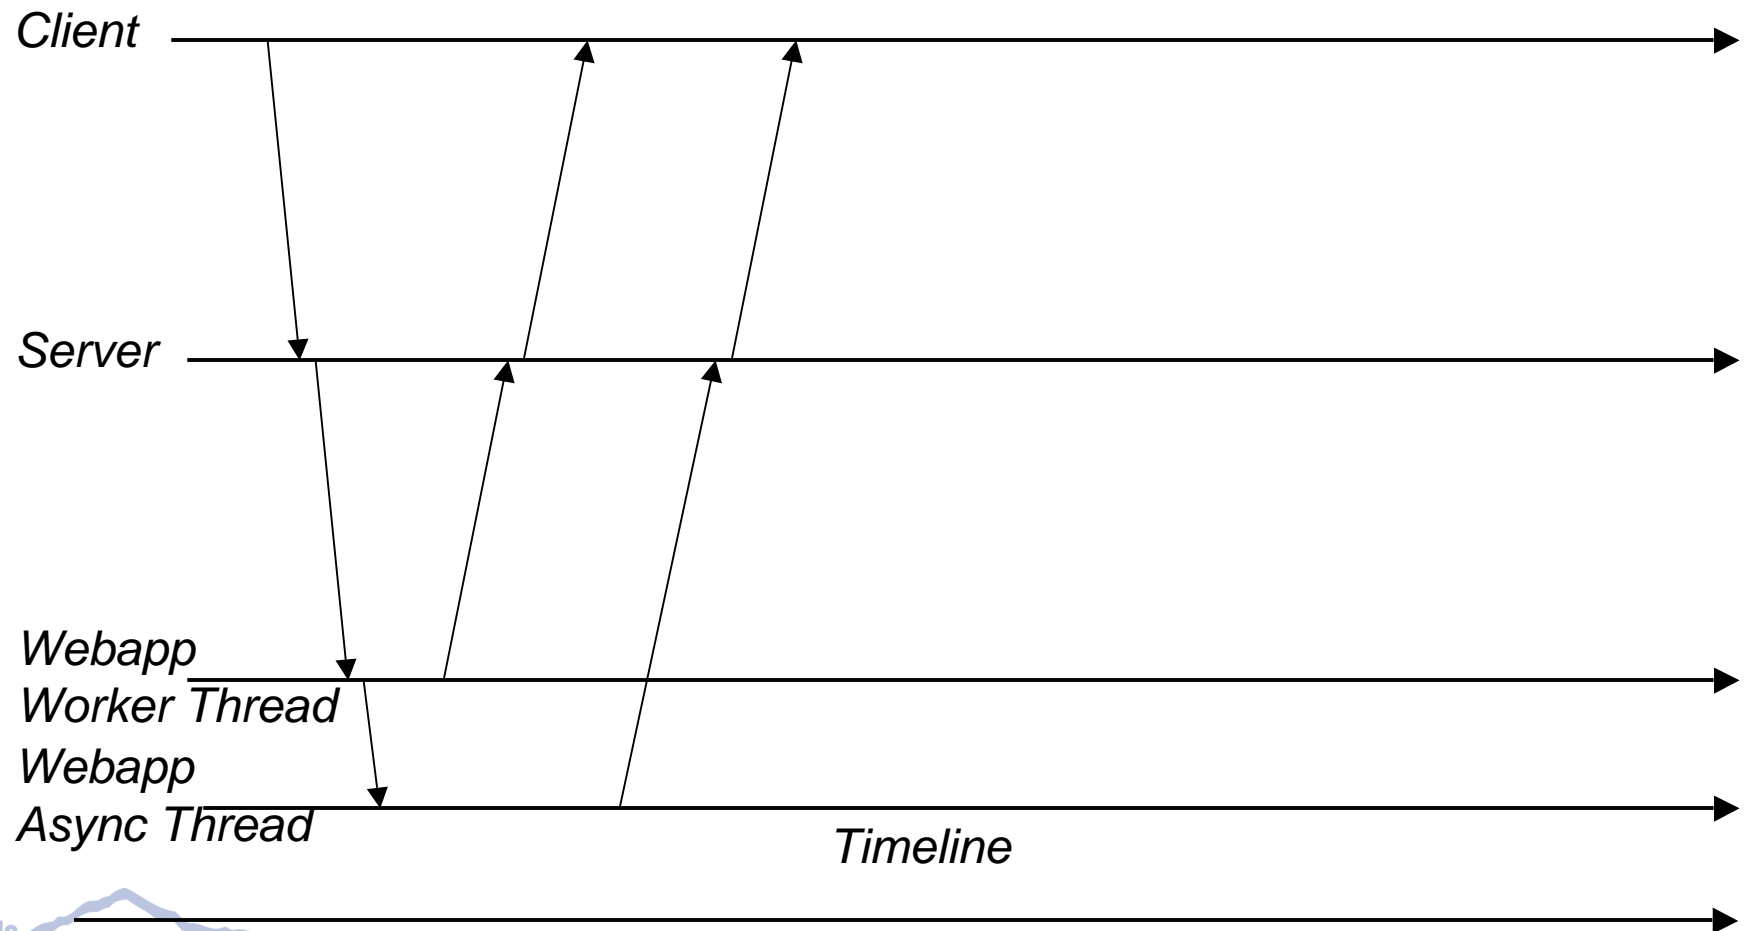 Client
Server
Webapp
Worker Thread
Webapp
Async Thread
Timeline